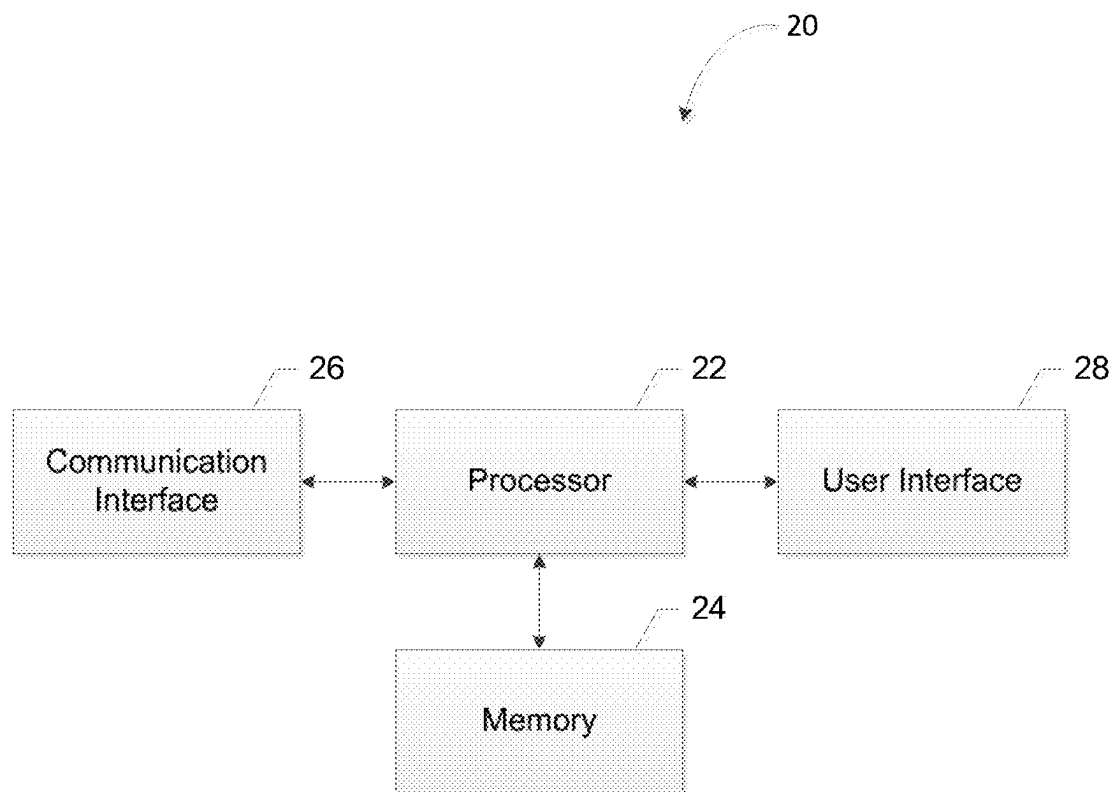 20
26
22
28
Communication
Interface
Processor
User Interface
24
Memory